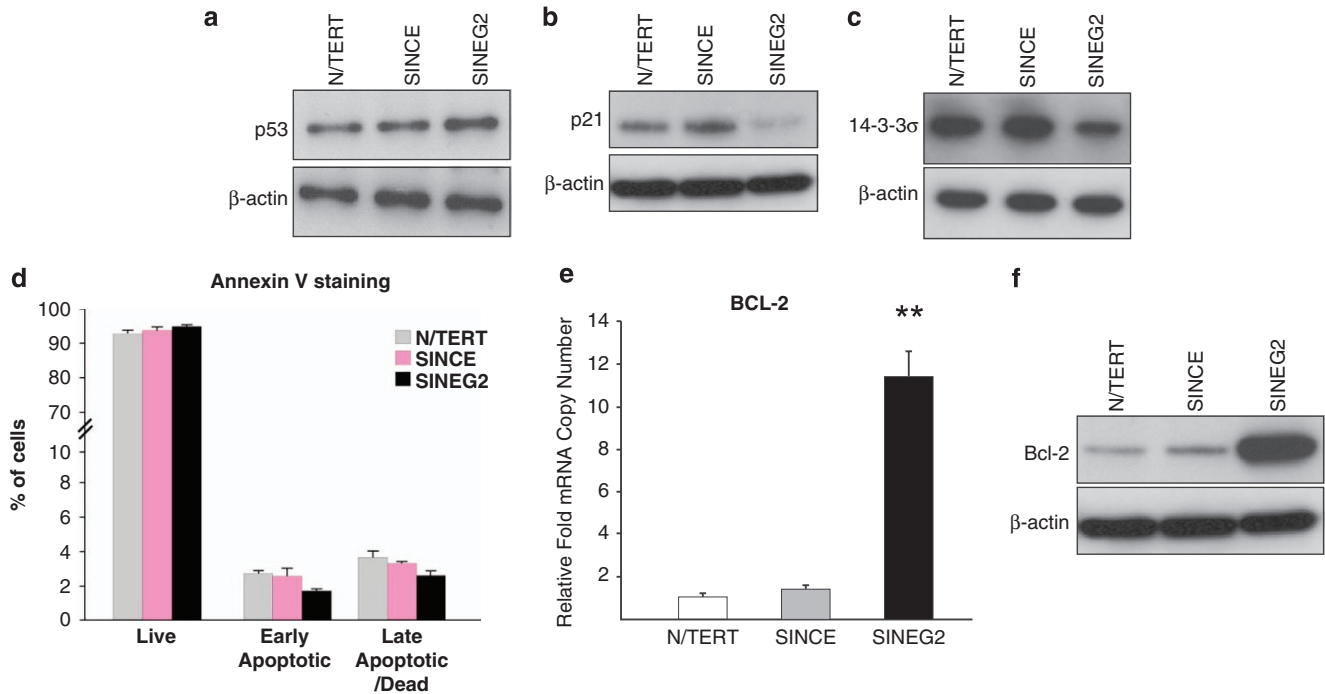 a
N/TERT
SINCE
SINEG2
p53
β-actin
b
N/TERT
SINCE
SINEG2
p21
β-actin
c
N/TERT
SINCE
SINEG2
14-3-3σ
β-actin
d
Annexin V staining
% of cells
100
90
80
70
10
8
6
4
2
0
N/TERT
SINCE
SINEG2
Live
Early
Apoptotic
Late
Apoptotic
/Dead
e
BCL-2
Relative Fold mRNA Copy Number
14
12
10
8
6
4
2
**
N/TERT
SINCE
SINEG2
f
N/TERT
SINCE
SINEG2
Bcl-2
β-actin